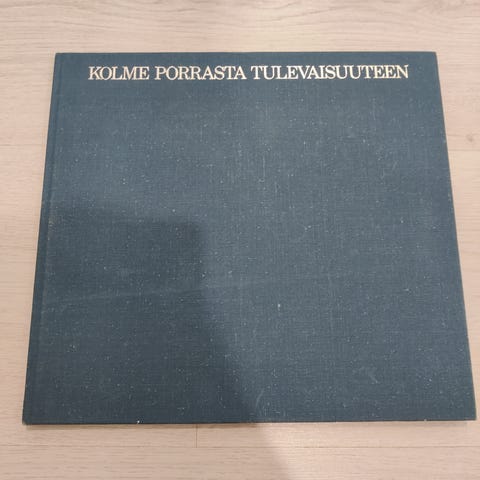 KOLME PORRASTA TULEVAISUUTEEN